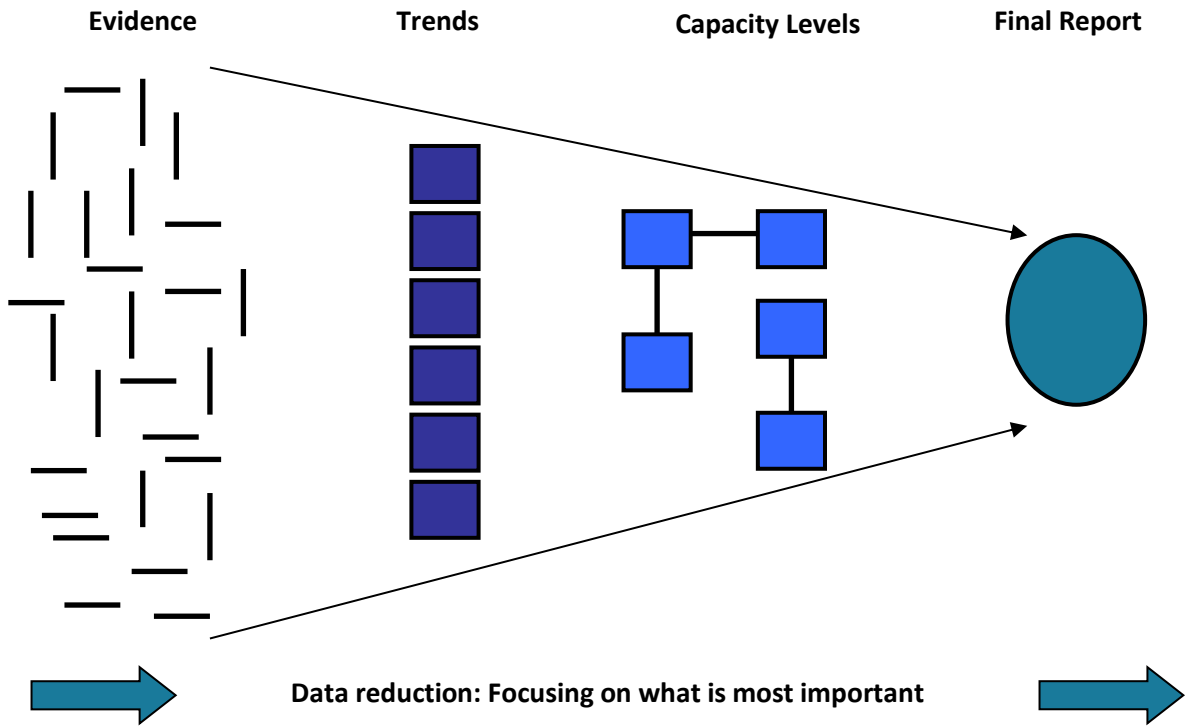 Evidence
Trends
Capacity Levels
Final Report
Data reduction: Focusing on what is most important